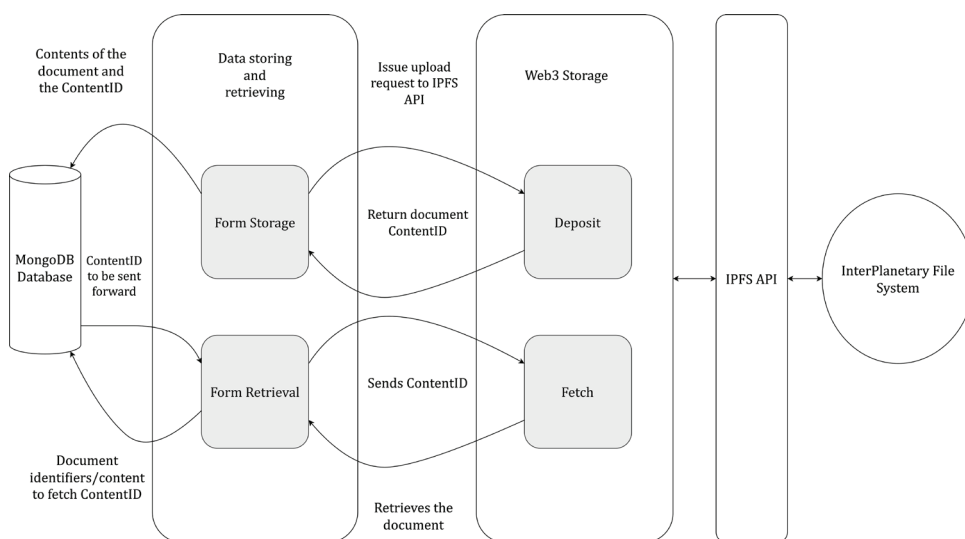 Contents of the
document and
the ContentID
Data storing
and
retrieving
Issue upload
request to IPFS
API
Web3 Storage
Form Storage
Return document
ContentID
Deposit
MongoDB
Database
ContentID
to be sent
forward
IPFS API
InterPlanetary File
System
Form Retrieval
Sends ContentID
Fetch
Document
identifiers/content
to fetch ContentID
Retrieves the
document